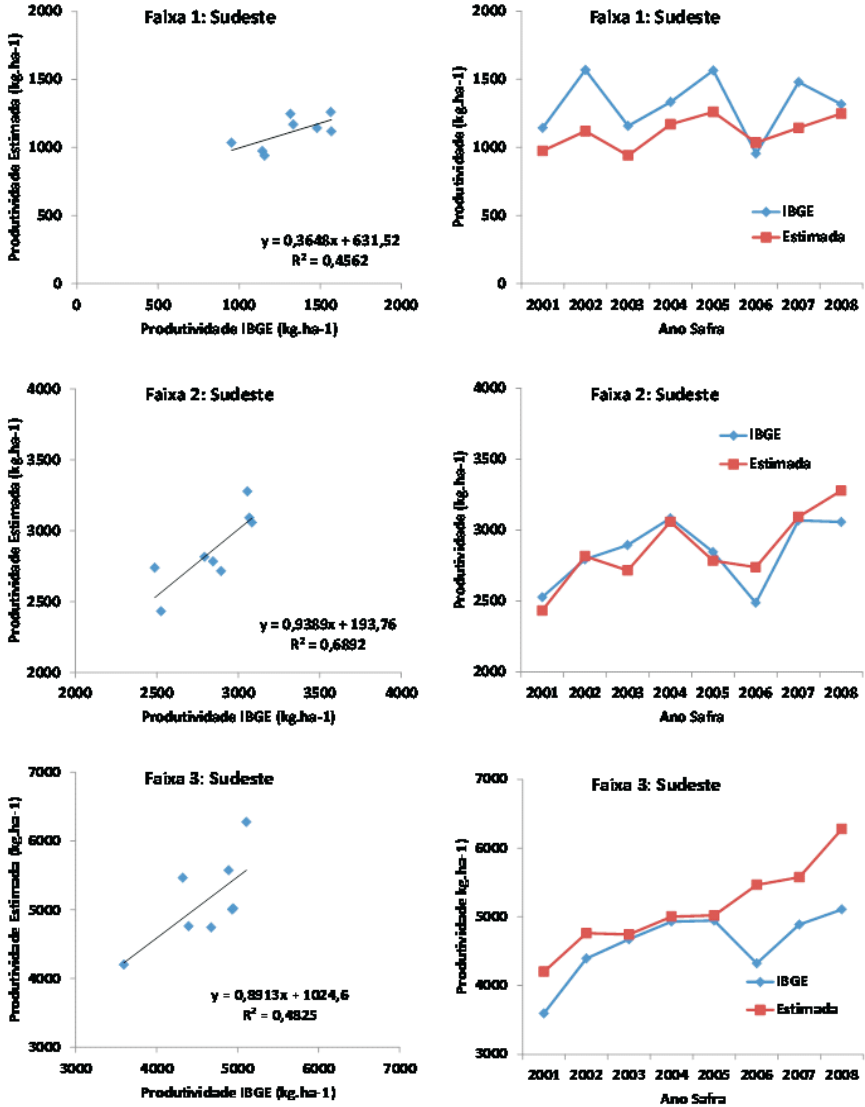 Faixa 1: Sudeste
Produtividade Estimada (kg.ha-1)
2000
1500
1000
500
0
y = 0,3648x + 631,52
R² = 0,4562
0 500 1000 1500 2000
Produtividade IBGE (kg.ha-1)
Faixa 1: Sudeste
Produtividade (kg.ha-1)
2000
1500
1000
500
0
IBGE
Estimada
2001 2002 2003 2004 2005 2006 2007 2008
Ano Safra
Faixa 2: Sudeste
Produtividade Estimada (kg.ha-1)
4000
3500
3000
2500
2000
y = 0,9389x + 193,76
R² = 0,6892
2000 2500 3000 3500 4000
Produtividade IBGE (kg.ha-1)
Faixa 2: Sudeste
Produtividade (kg.ha-1)
4000
3500
3000
2500
2000
IBGE
Estimada
2001 2002 2003 2004 2005 2006 2007 2008
Ano Safra
Faixa 3: Sudeste
Produtividade Estimada (kg.ha-1)
7000
6000
5000
4000
3000
y = 0,8913x + 1024,6
R² = 0,4825
3000 4000 5000 6000 7000
Produtividade IBGE (kg.ha-1)
Faixa 3: Sudeste
Produtividade kg.ha-1)
7000
6000
5000
4000
3000
IBGE
Estimada
2001 2002 2003 2004 2005 2006 2007 2008
Ano Safra